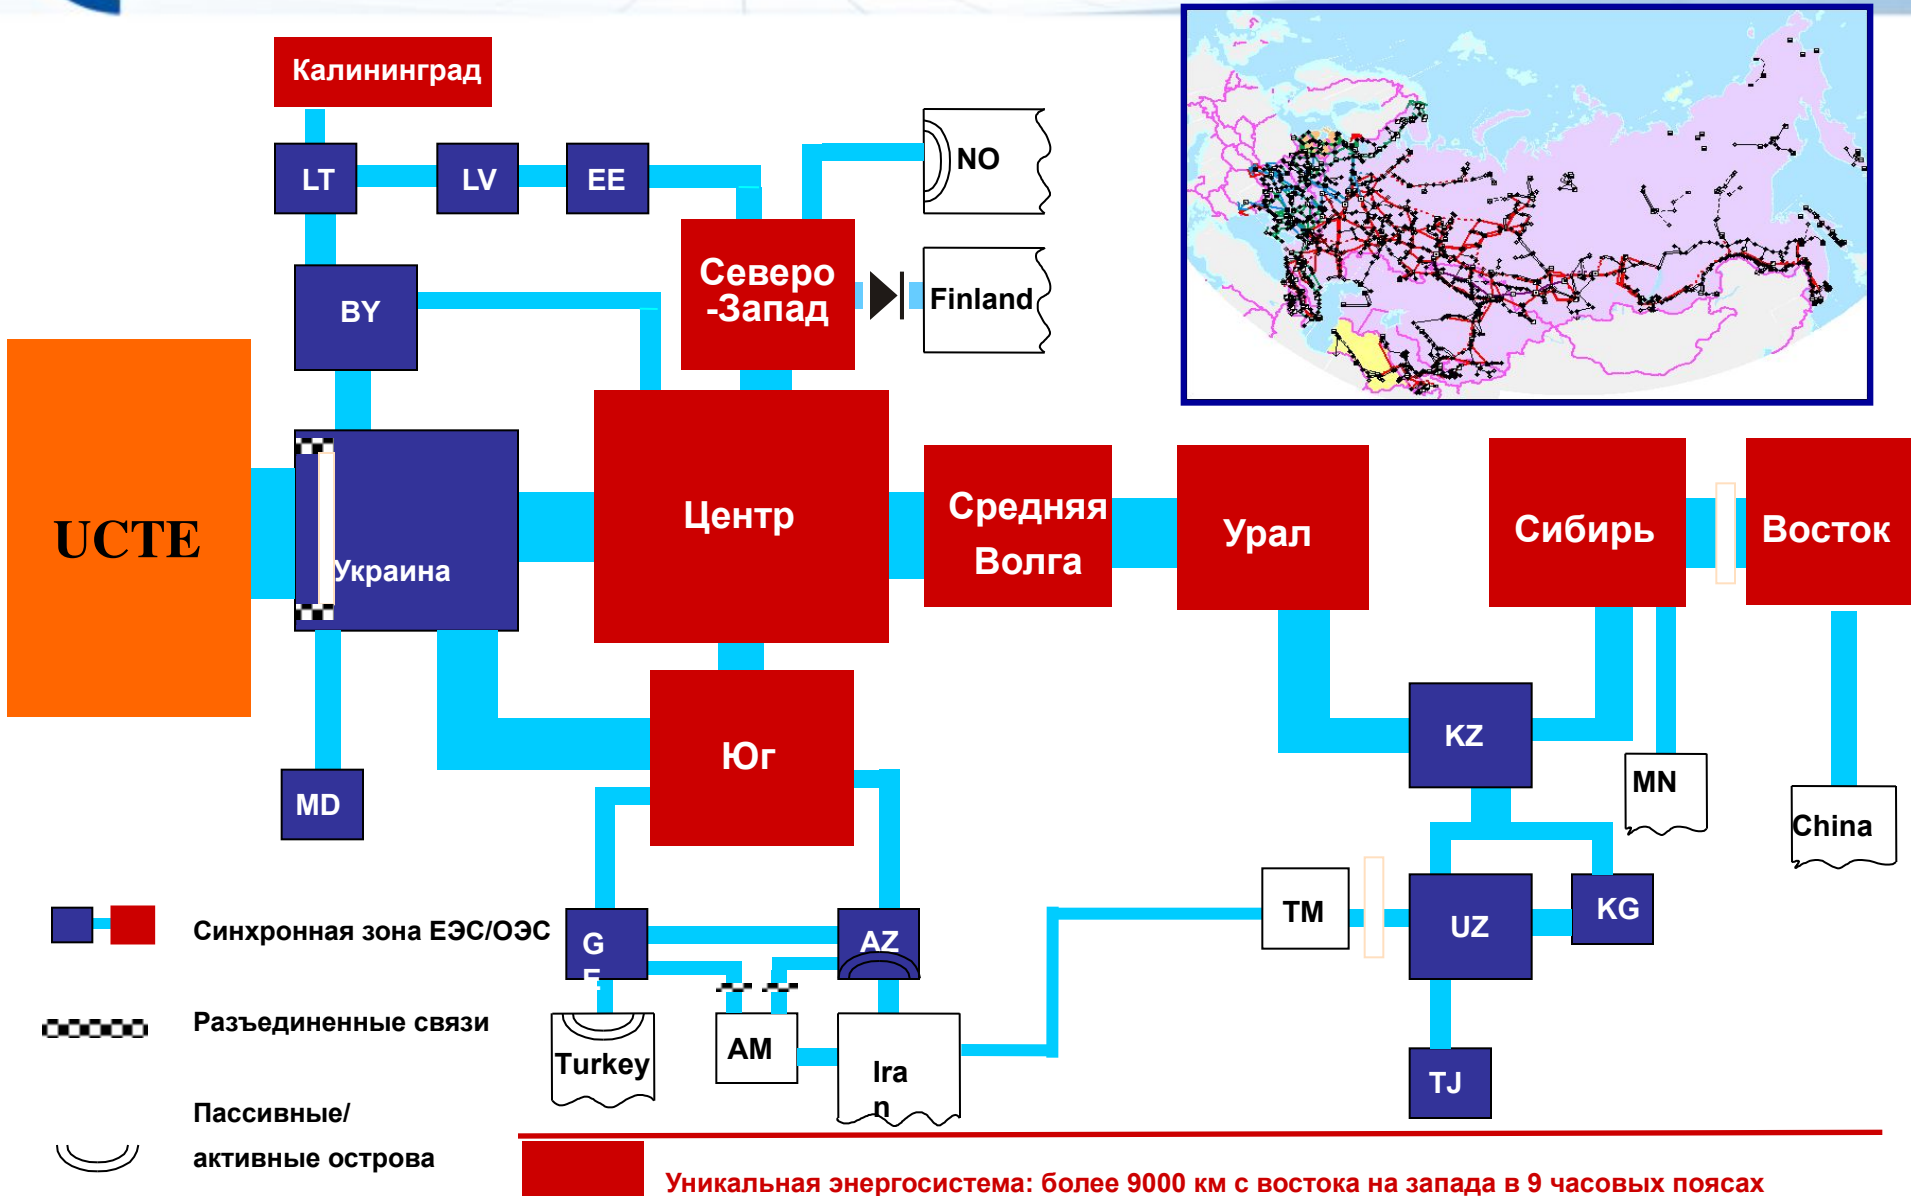 Калининград
LT
LV
EE
NO
Северо
-Запад
Finland
BY
UCTE
Украина
Центр
Средняя
Волга
Урал
Сибирь
Восток
Юг
KZ
MN
China
MD
TM
UZ
KG
Синхронная зона ЕЭС/ОЭС
G
E
AZ
Разъединенные связи
Turkey
AM
Ira
n
TJ
Пассивные/
активные острова
Уникальная энергосистема: более 9000 км с востока на запада в 9 часовых поясах